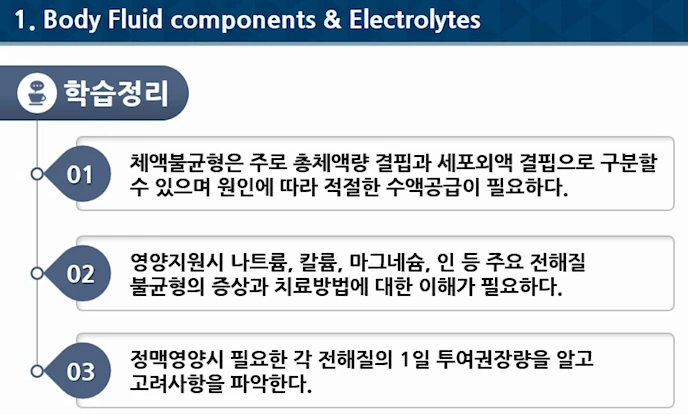 1. Body Fluid components & Electrolytes
학습정리
01
체액불균형은 주로 총체액량 결핍과 세포외액 결핍으로 구분할
수 있으며 원인에 따라 적절한 수액공급이 필요하다.
02
영양지원시 나트륨, 칼륨, 마그네슘, 인 등 주요 전해질
불균형의 증상과 치료방법에 대한 이해가 필요하다.
03
정맥영양시 필요한 각 전해질의 1일 투여권장량을 알고
고려사항을 파악한다.